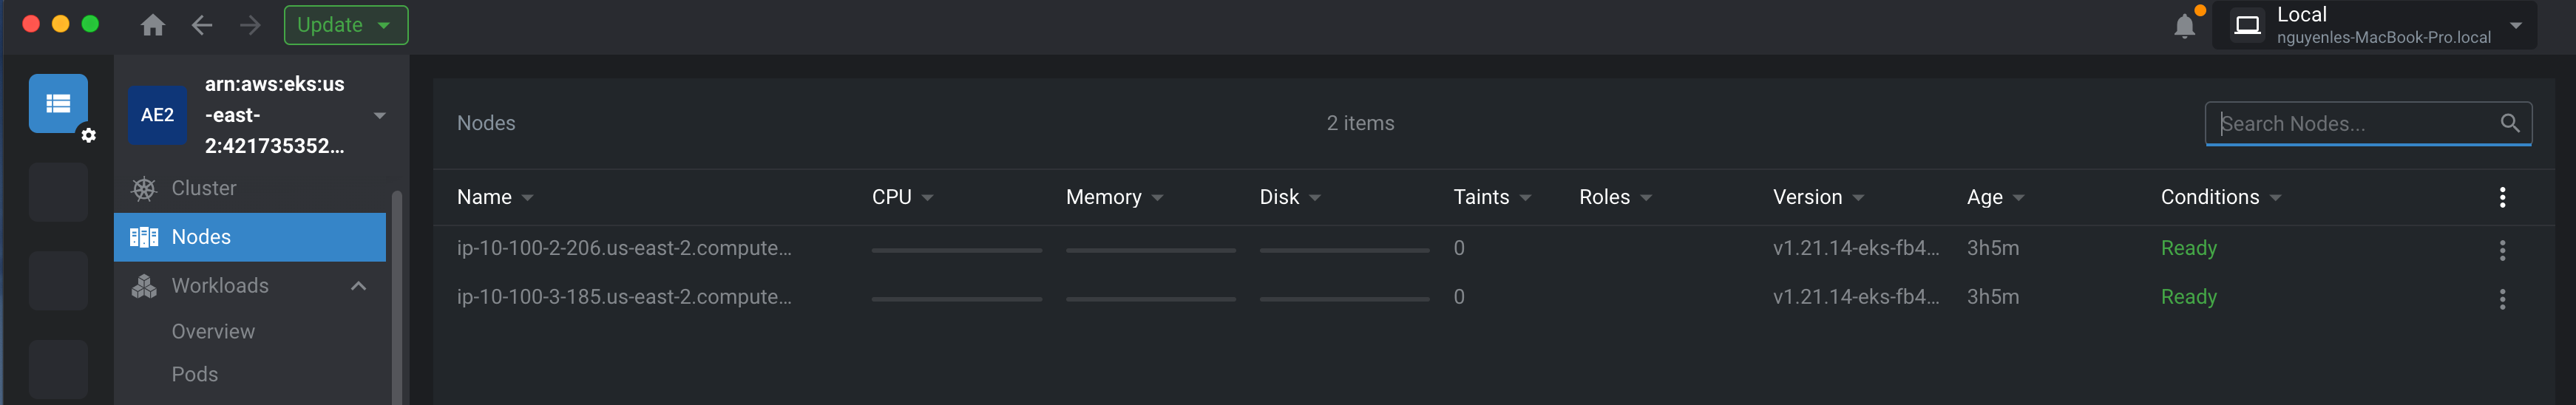 Update
Local
nguyenles-MacBook-Pro.local
AE2
arn:aws:eks:us
-east-
2:421735352...
Cluster
Nodes
Workloads
Overview
Pods
Nodes
2 items
Search Nodes...
Name CPU Memory Disk Taints Roles Version Age Conditions
ip-10-100-2-206.us-east-2.compute... 0 v1.21.14-eks-fb4... 3h5m Ready
ip-10-100-3-185.us-east-2.compute... 0 v1.21.14-eks-fb4... 3h5m Ready